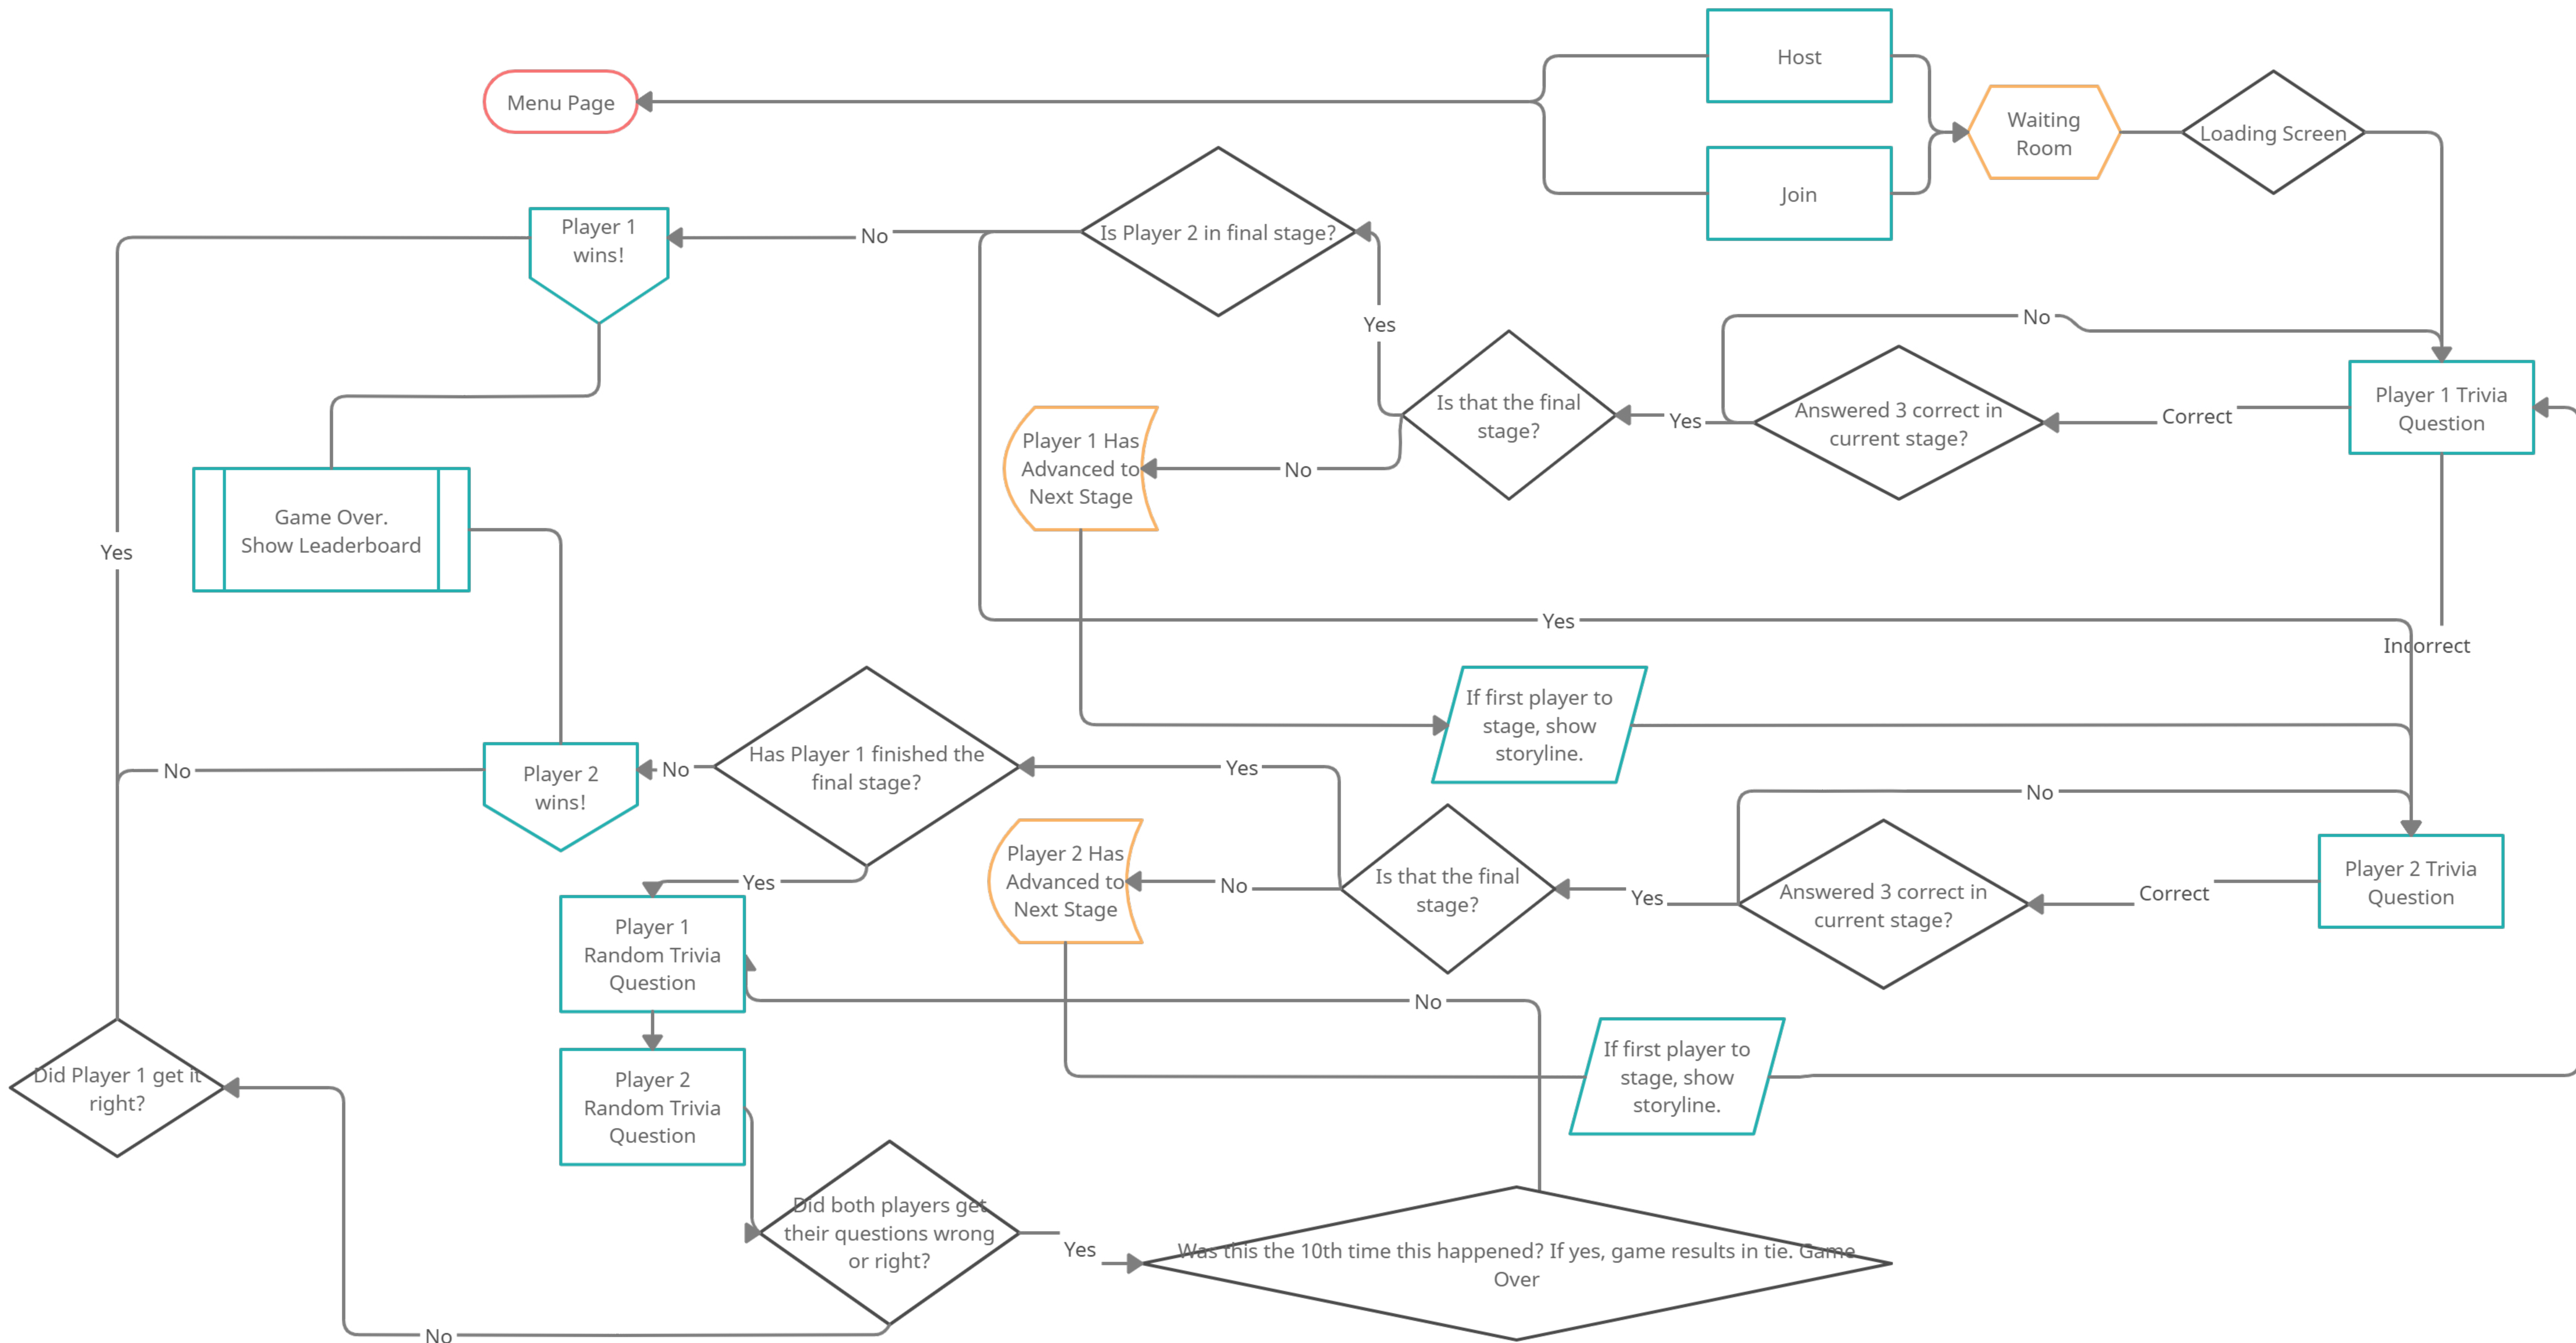 Host
Menu Page
Waiting
Room
Loading Screen
Join
Player 1
wins!
No
Is Player 2 in final stage?
Yes
No
Is that the final
stage?
Yes
Answered 3 correct in
current stage?
Correct
Player 1 Trivia
Question
Player 1 Has
Advanced to
Next Stage
No
Game Over.
Show Leaderboard
Yes
Yes
Incorrect
If first player to
stage, show
storyline.
Has Player 1 finished the
final stage?
Yes
No
Player 2
wins!
No
No
Player 2 Has
Advanced to
Next Stage
No
Is that the final
stage?
Yes
Answered 3 correct in
current stage?
Correct
Player 2 Trivia
Question
Yes
Player 1
Random Trivia
Question
No
Did Player 1 get it
right?
Player 2
Random Trivia
Question
If first player to
stage, show
storyline.
Did both players get
their questions wrong
or right?
Yes
Was this the 10th time this happened? If yes, game results in tie. Game
Over
No